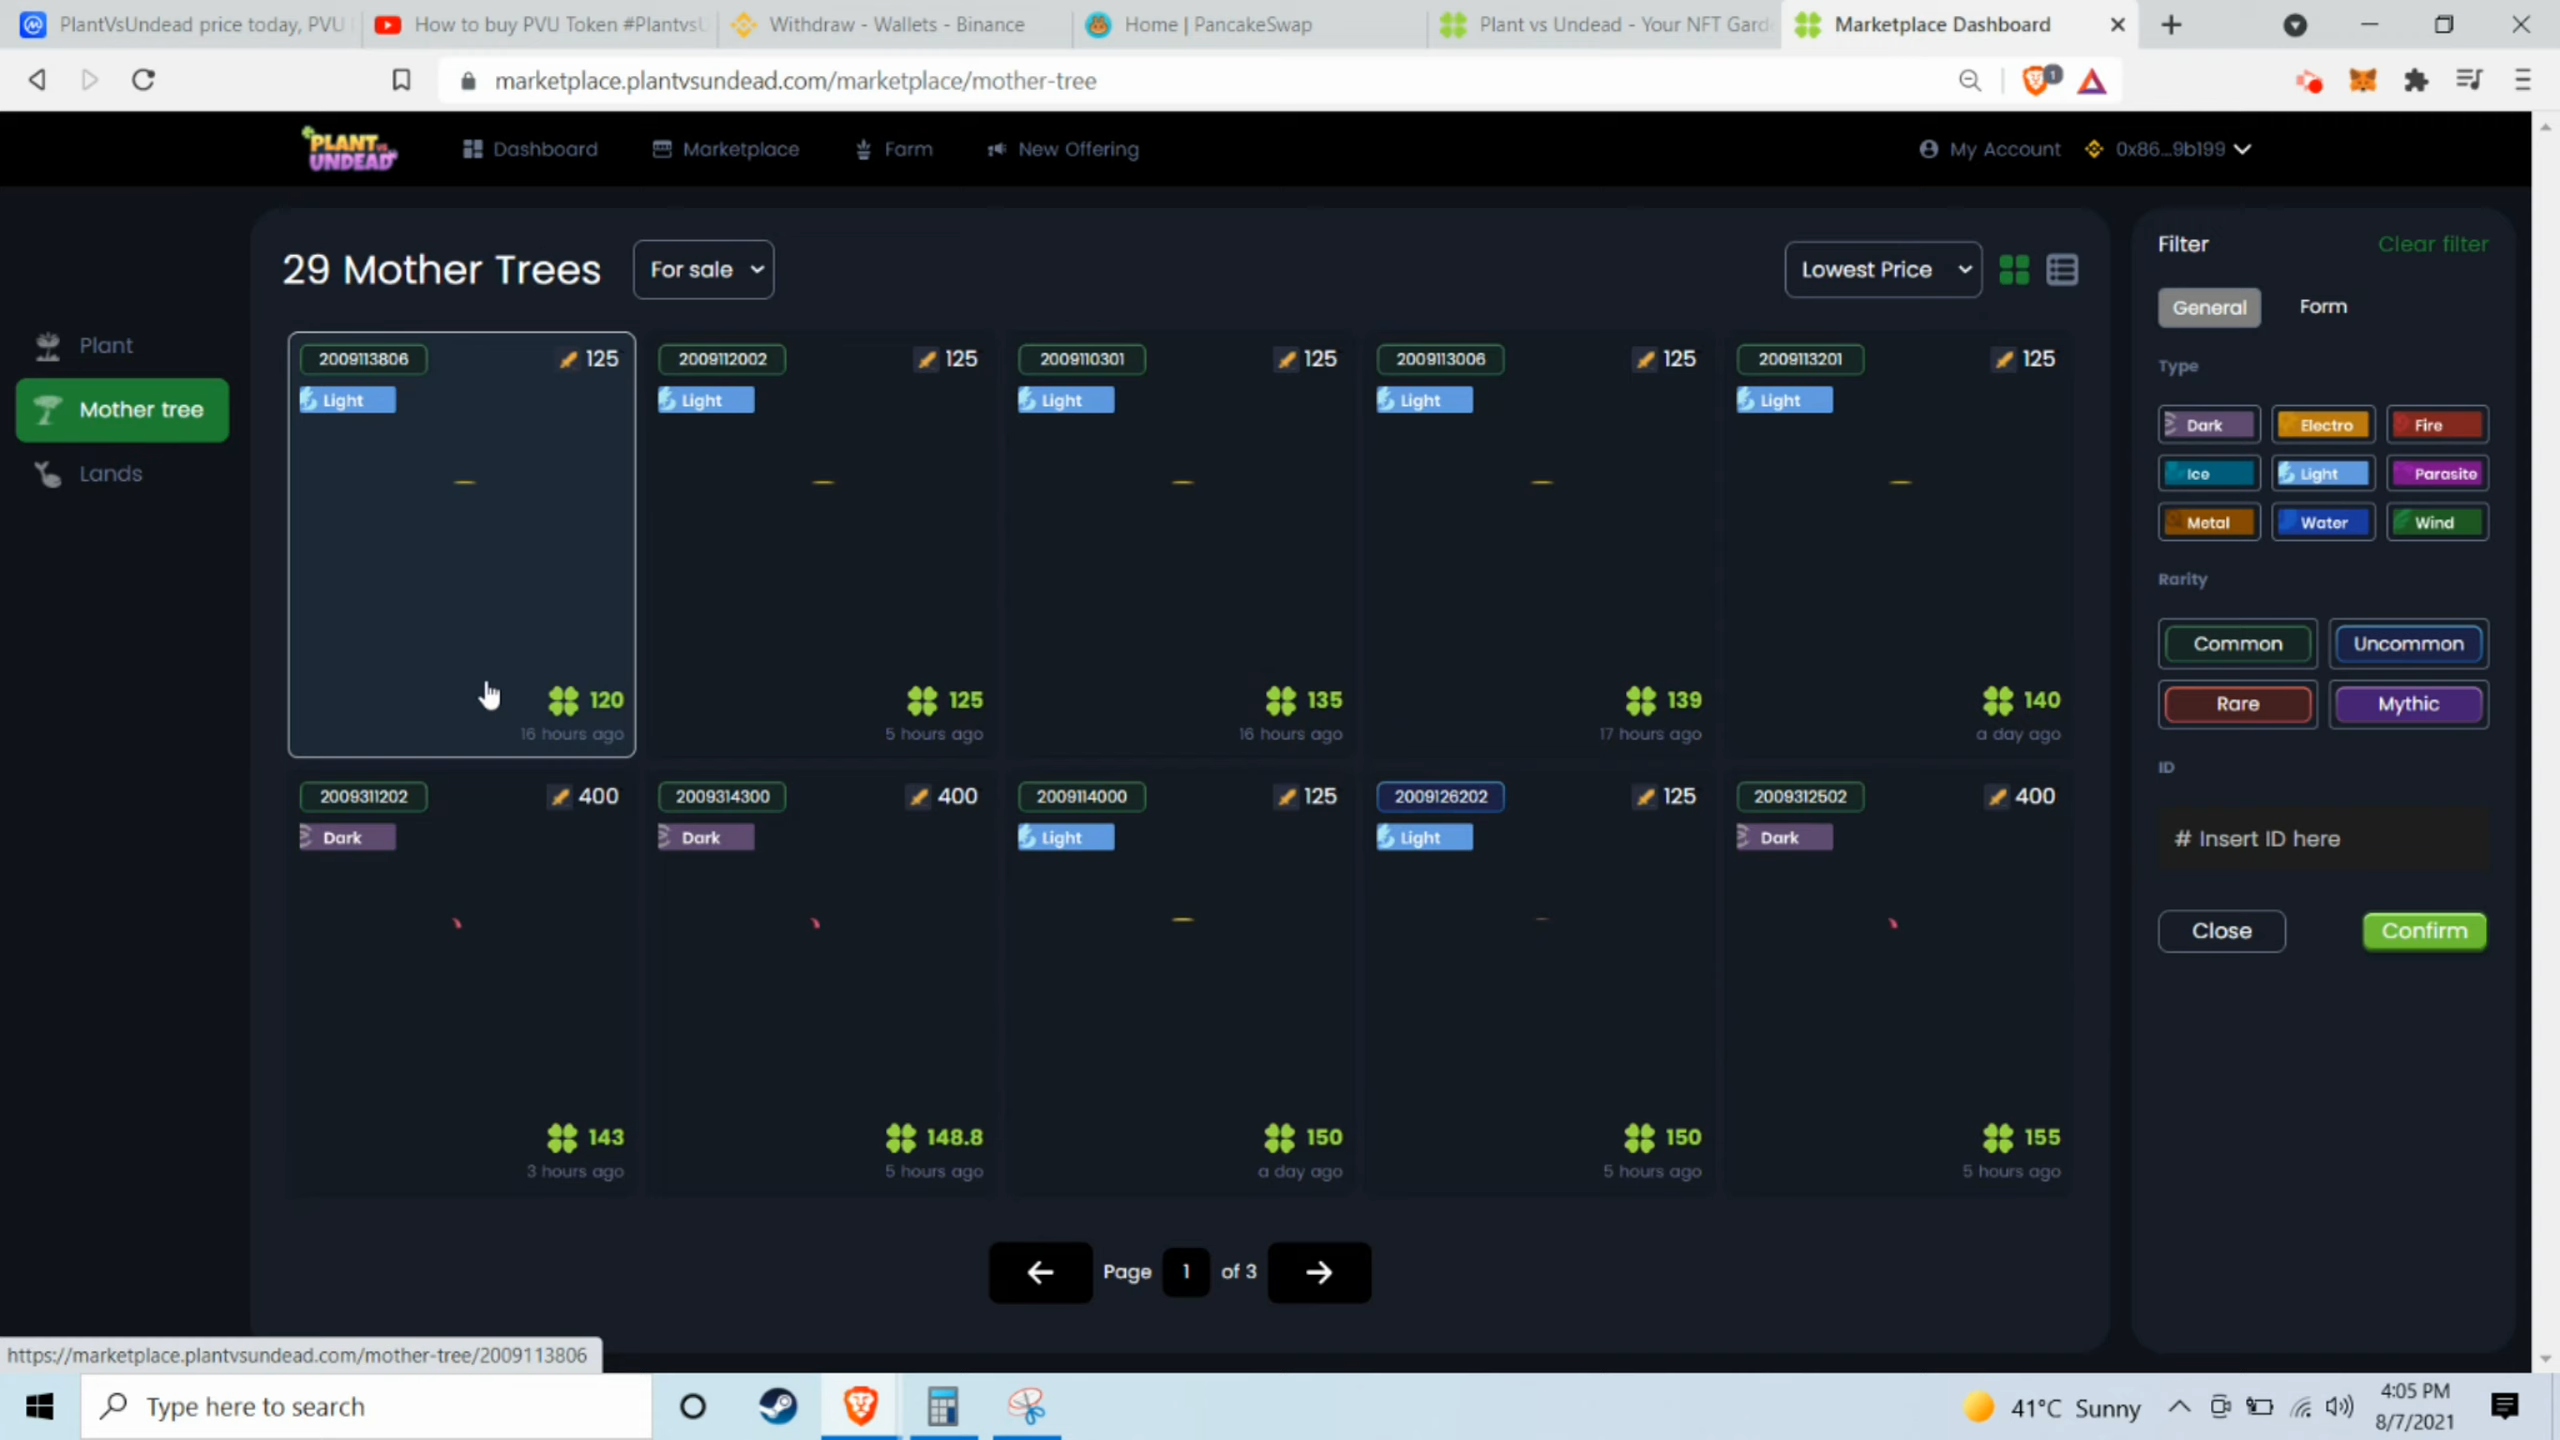 PlantVsUndead price today, PVU
How to buy PVU Token #PlantvsU
Withdraw - Wallets - Binance
Home | PancakeSwap
Plant vs Undead - Your NFT Gard
Marketplace Dashboard
marketplace.plantvsundead.com/marketplace/mother-tree
1
PLANT VS. UNDEAD
Dashboard
Marketplace
Farm
New Offering
My Account
0x86...9b199
Plant
Mother tree
Lands
29 Mother Trees
For sale
Lowest Price
2009113806 125
Light
120
16 hours ago
2009112002 125
Light
125
5 hours ago
2009110301 125
Light
135
16 hours ago
2009113006 125
Light
139
17 hours ago
2009113201 125
Light
140
a day ago
2009311202 400
Dark
143
3 hours ago
2009314300 400
Dark
148.8
5 hours ago
2009114000 125
Light
150
a day ago
2009126202 125
Light
150
5 hours ago
2009312502 400
Dark
155
5 hours ago
Page 1 of 3
Filter
Clear filter
General
Form
Type
Dark
Electro
Fire
Ice
Light
Parasite
Metal
Water
Wind
Rarity
Common
Uncommon
Rare
Mythic
ID
# Insert ID here
Close
Confirm
https://marketplace.plantvsundead.com/mother-tree/2009113806
Type here to search
41°C Sunny
4:05 PM
8/7/2021